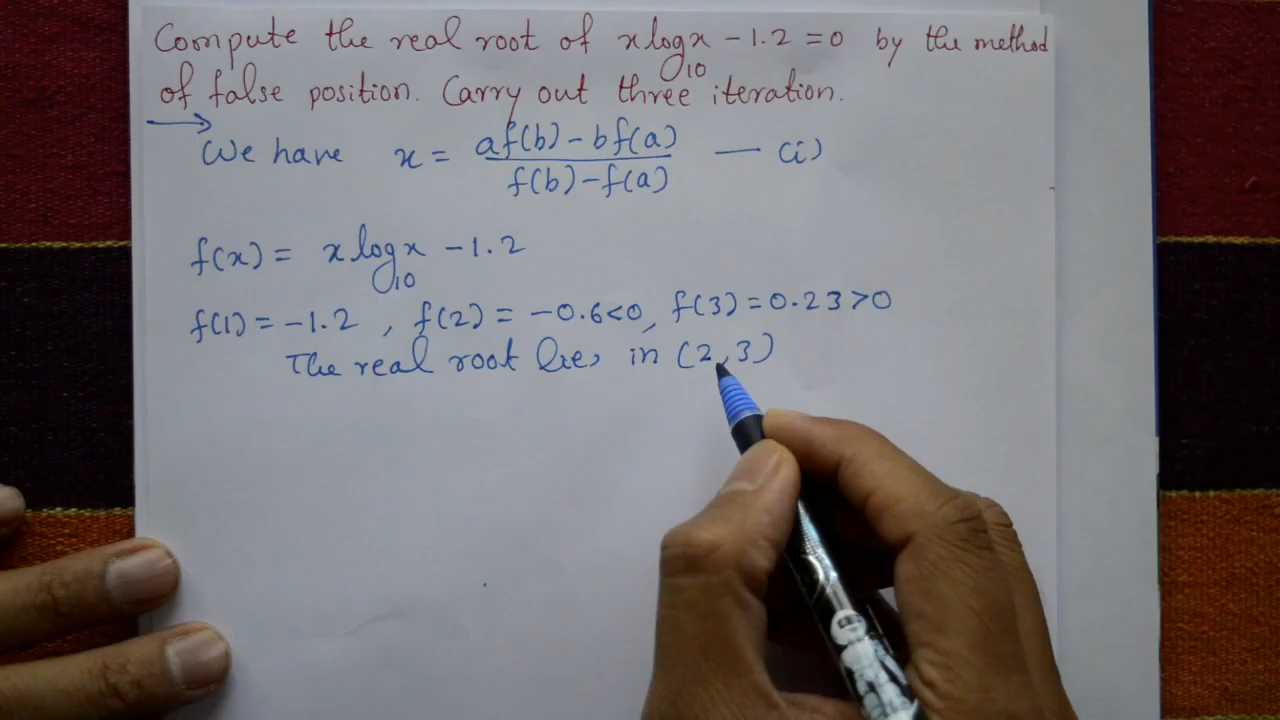 Compute the real root of x log₁₀x - 1.2 = 0 by the method
of false position. Carry out three iteration.
We have x = (af(b) - bf(a)) / (f(b) - f(a)) — (i)
f(x) = x log₁₀x - 1.2
f(1) = -1.2 , f(2) = -0.6<0, f(3) = 0.23>0
The real root lies in (2,3)